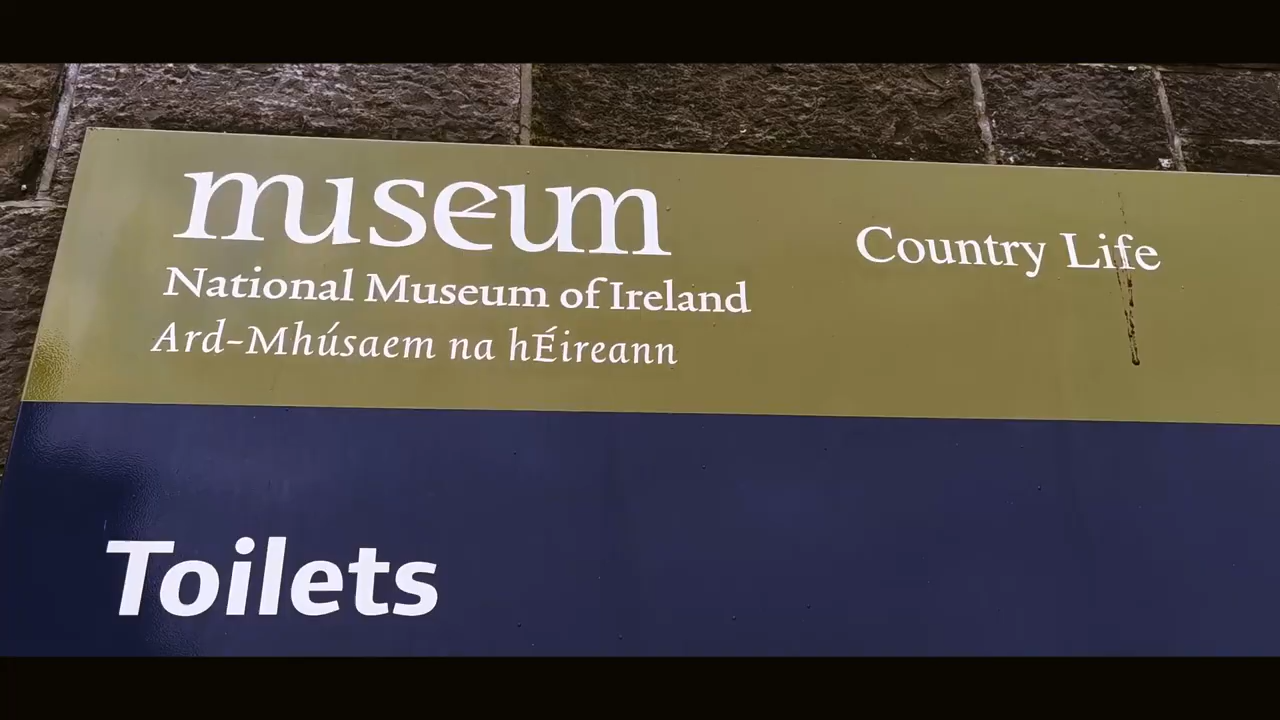 museum
National Museum of Ireland
Ard-Mhúsaem na hÉireann
Country Life
Toilets